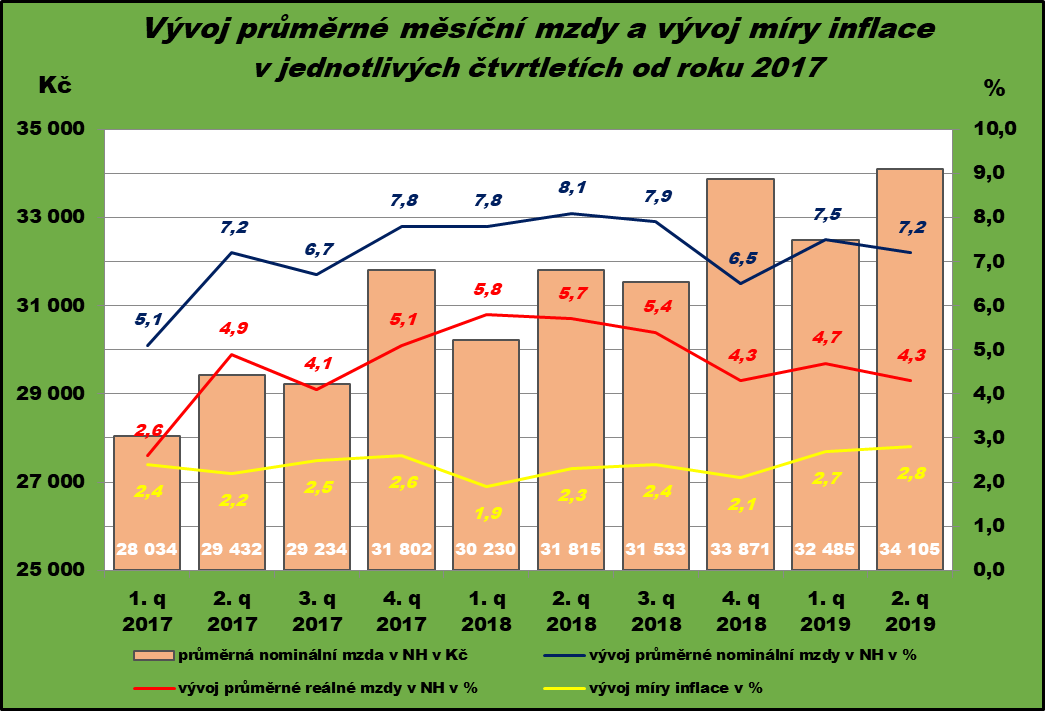 Vývoj průměrné měsíční mzdy a vývoj míry inflace
v jednotlivých čtvrtletích od roku 2017
Kč
%
35 000
33 000
31 000
29 000
27 000
25 000
10,0
9,0
8,0
7,0
6,0
5,0
4,0
3,0
2,0
1,0
0,0
5,1 7,2 6,7 7,8 7,8 8,1 7,9 6,5 7,5 7,2
2,6 4,9 4,1 5,1 5,8 5,7 5,4 4,3 4,7 4,3
2,4 2,2 2,5 2,6 1,9 2,3 2,4 2,1 2,7 2,8
28 034 29 432 29 234 31 802 30 230 31 815 31 533 33 871 32 485 34 105
1. q 2. q 3. q 4. q 1. q 2. q 3. q 4. q 1. q 2. q
2017 2017 2017 2017 2018 2018 2018 2018 2019 2019
průměrná nominální mzda v NH v Kč
vývoj průměrné nominální mzdy v NH v %
vývoj průměrné reálné mzdy v NH v %
vývoj míry inflace v %